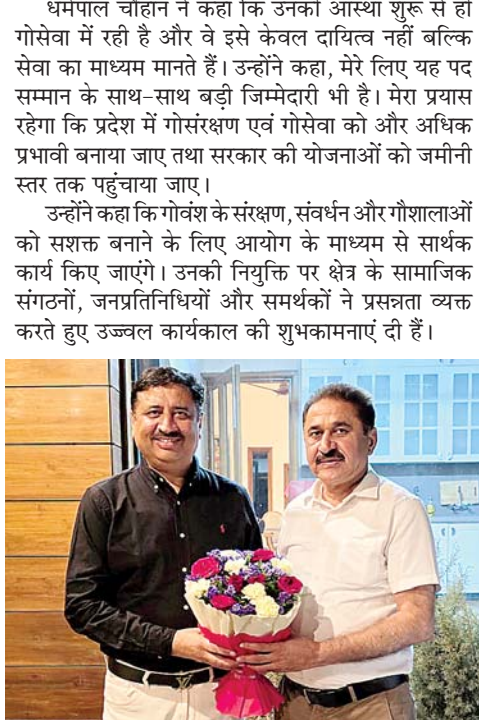 धर्मपाल चौहान ने कहा कि उनकी आस्था शुरू से ही
गोसेवा में रही है और वे इसे केवल दायित्व नहीं बल्कि
सेवा का माध्यम मानते हैं। उन्होंने कहा, मेरे लिए यह पद
सम्मान के साथ-साथ बड़ी जिम्मेदारी भी है। मेरा प्रयास
रहेगा कि प्रदेश में गोसंरक्षण एवं गोसेवा को और अधिक
प्रभावी बनाया जाए तथा सरकार की योजनाओं को जमीनी
स्तर तक पहुंचाया जाए।
उन्होंने कहा कि गोवंश के संरक्षण, संवर्धन और गौशालाओं
को सशक्त बनाने के लिए आयोग के माध्यम से सार्थक
कार्य किए जाएंगे। उनकी नियुक्ति पर क्षेत्र के सामाजिक
संगठनों, जनप्रतिनिधियों और समर्थकों ने प्रसन्नता व्यक्त
करते हुए उज्ज्वल कार्यकाल की शुभकामनाएं दी हैं।